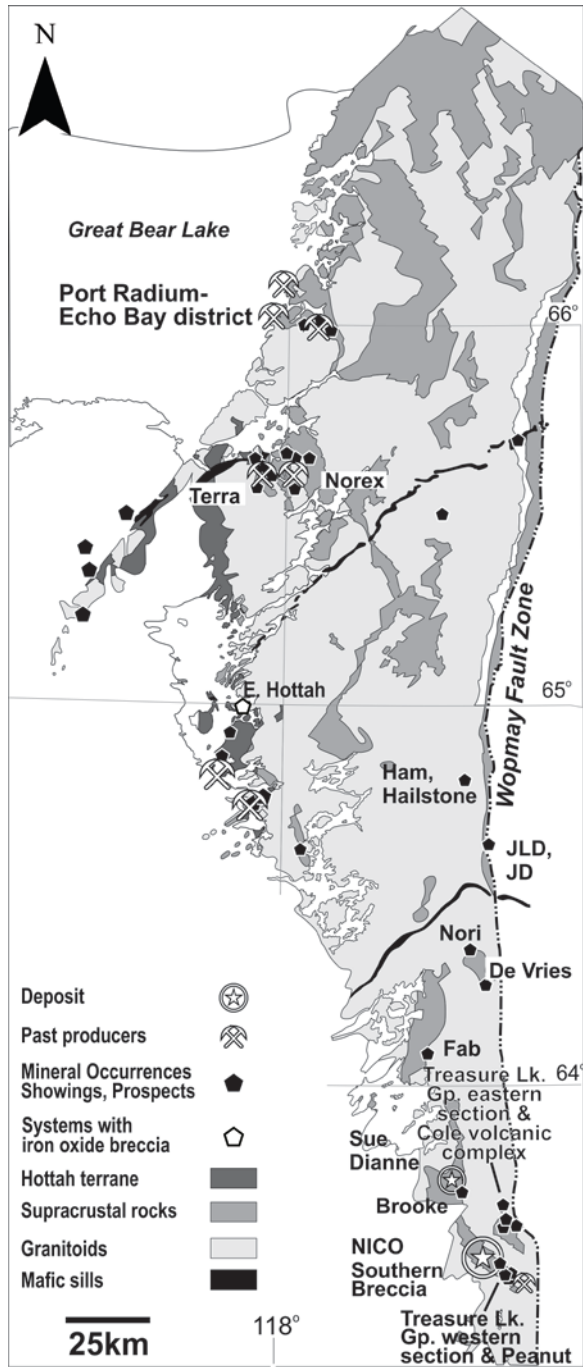 N
Great Bear Lake
Port Radium-
Echo Bay district
66°
Terra
Norex
Wopmay Fault Zone
65°
E. Hottah
Ham,
Hailstone
JLD,
JD
Nori
De Vries
Fab
64°
Treasure Lk.
Gp. eastern
section &
Cole volcanic
complex
Sue
Dianne
Brooke
NICO
Southern
Breccia
Treasure Lk.
Gp. western
section & Peanut
Deposit
Past producers
Mineral Occurrences
Showings, Prospects
Systems with
iron oxide breccia
Hottah terrane
Supracrustal rocks
Granitoids
Mafic sills
25km
118°